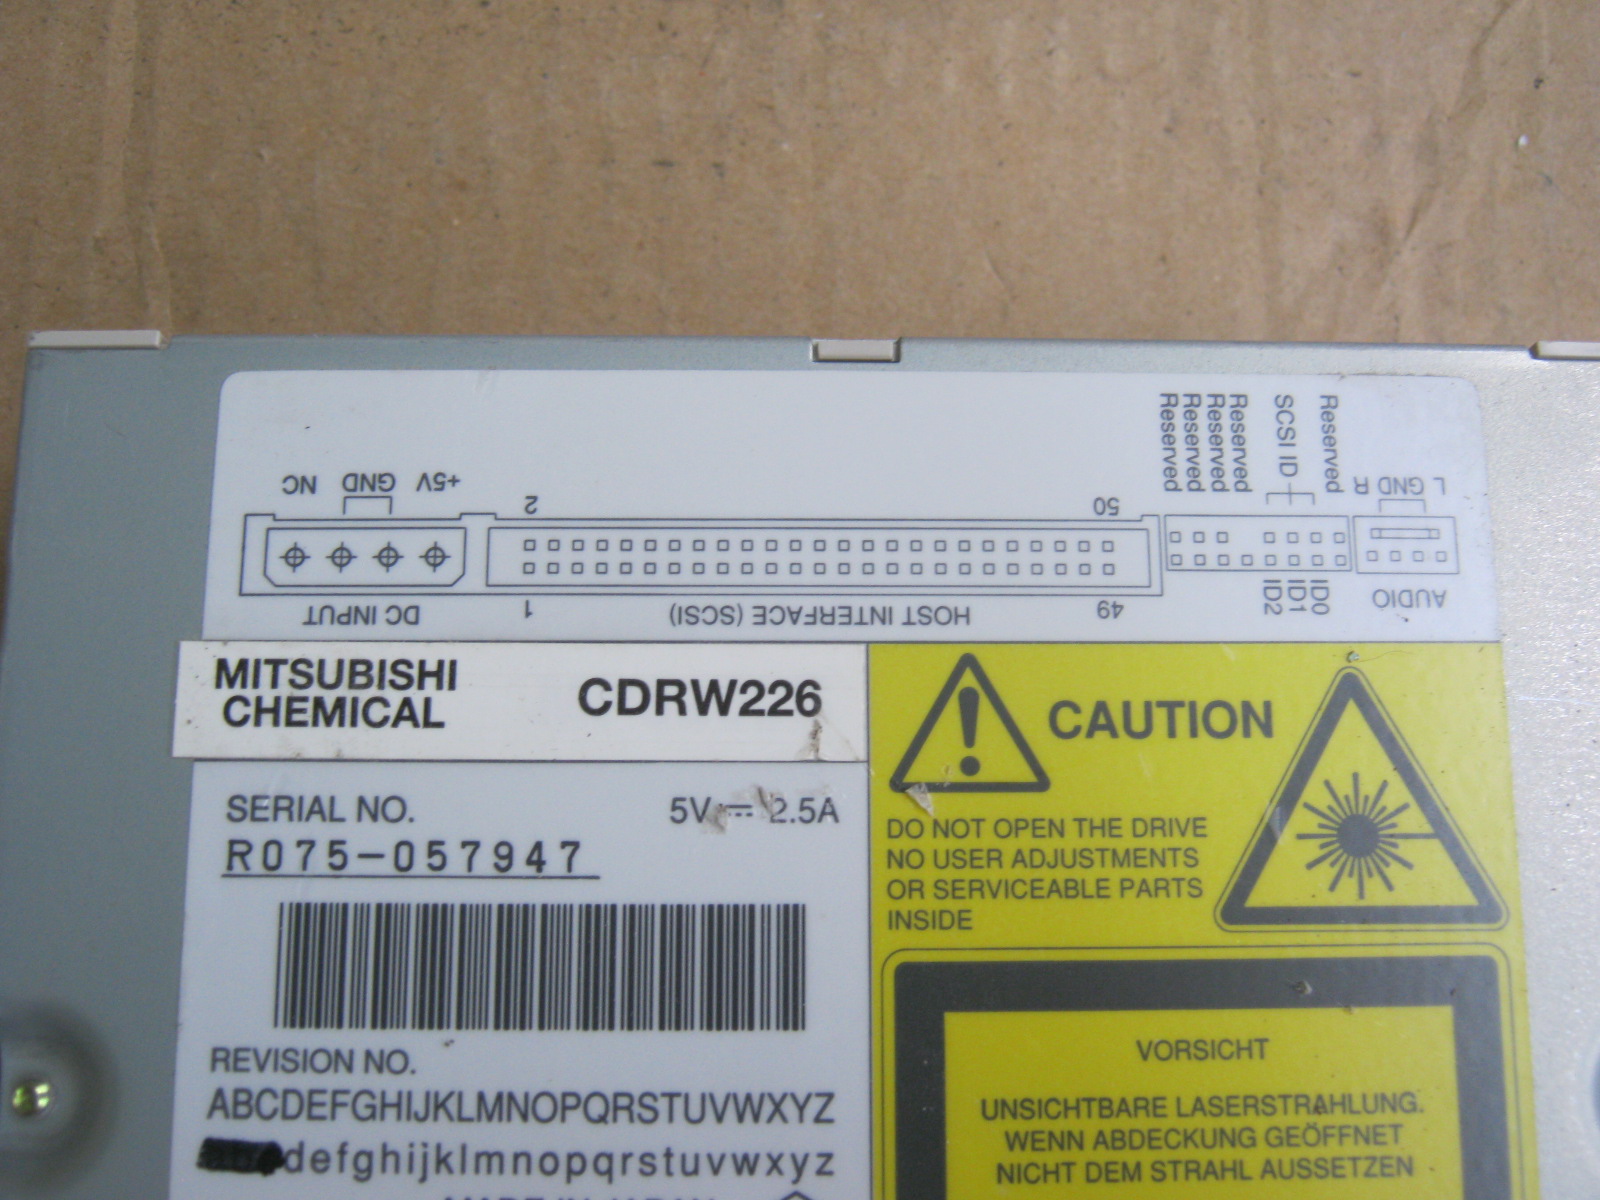 Reserved
Reserved
Reserved
Reserved
SCSI ID
Reserved
NC GND +5V
2 50
R GND L
DC INPUT
1 HOST INTERFACE (SCSI) 49
ID2
ID1
ID0
AUDIO
MITSUBISHI
CHEMICAL
CDRW226
SERIAL NO.
5V 2.5A
R075-057947
REVISION NO.
ABCDEFGHIJKLMNOPQRSTUVWXYZ
defghijklmnopqrstuvwxyz
CAUTION
DO NOT OPEN THE DRIVE
NO USER ADJUSTMENTS
OR SERVICEABLE PARTS
INSIDE
VORSICHT
UNSICHTBARE LASERSTRAHLUNG.
WENN ABDECKUNG GEÖFFNET
NICHT DEM STRAHL AUSSETZEN